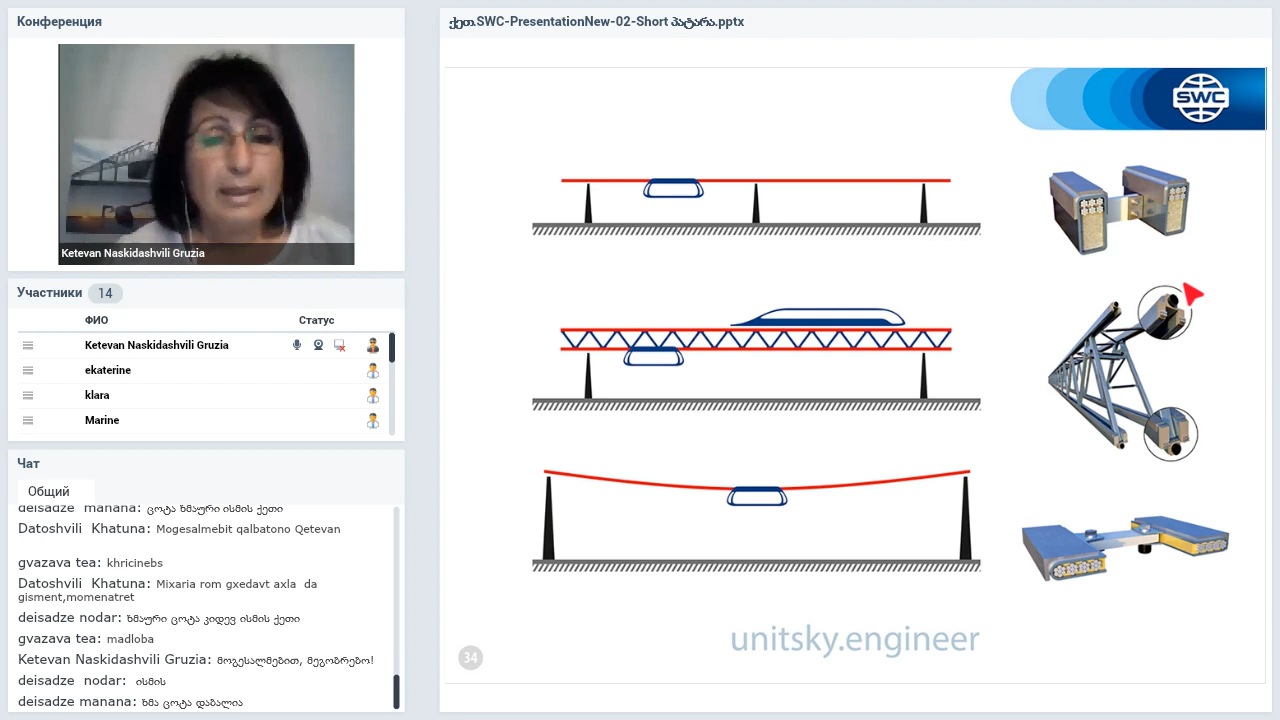 Конференция
Ketevan Naskidashvili Gruzia
Участники 14
ФИО Статус
Ketevan Naskidashvili Gruzia
ekaterine
klara
Marine
Чат
Общий
deisadze manana: ცოტა ხმაური ისმის ქეთი
Datoshvili Khatuna: Mogesalmebit qalbatono Qetevan
gvazava tea: khricinebs
Datoshvili Khatuna: Mixaria rom gxedavt axla da
gisment,momenatret
deisadze nodar: ხმაური ცოტა კიდევ ისმის ქეთი
gvazava tea: madloba
Ketevan Naskidashvili Gruzia: მოგესალმებით, მეგობრებო!
deisadze nodar: ისმის
deisadze manana: ხმა ცოტა დაბალია
ქეთ.SWC-PresentationNew-02-Short პატარა.pptx
SWC
unitsky.engineer
34